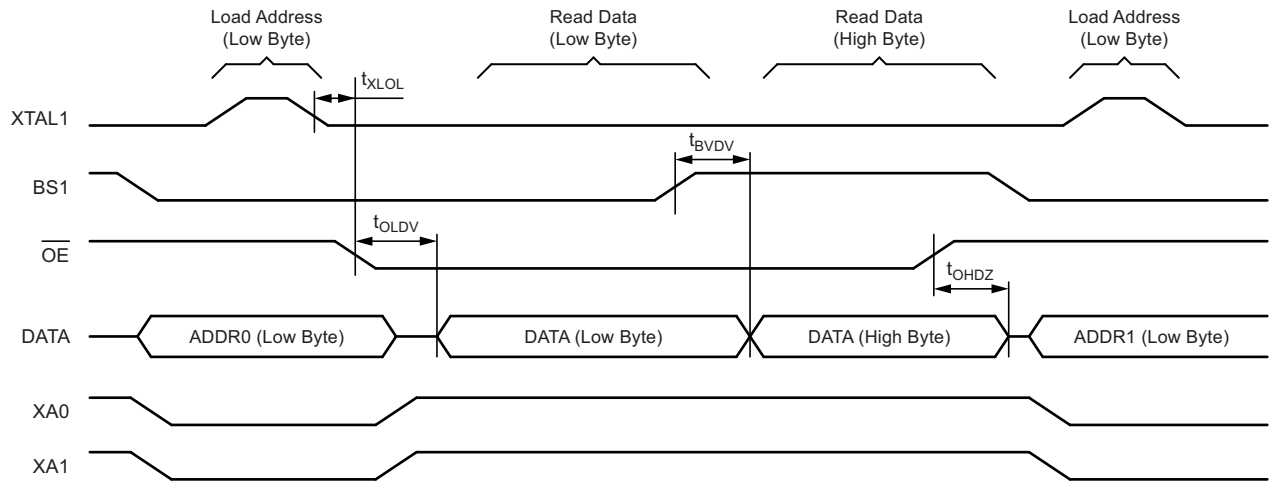 Load Address
(Low Byte)
Read Data
(Low Byte)
Read Data
(High Byte)
Load Address
(Low Byte)
tXLOL
XTAL1
tBVDV
BS1
tOLDV
OE
tOHDZ
DATA
ADDR0 (Low Byte)
DATA (Low Byte)
DATA (High Byte)
ADDR1 (Low Byte)
XA0
XA1